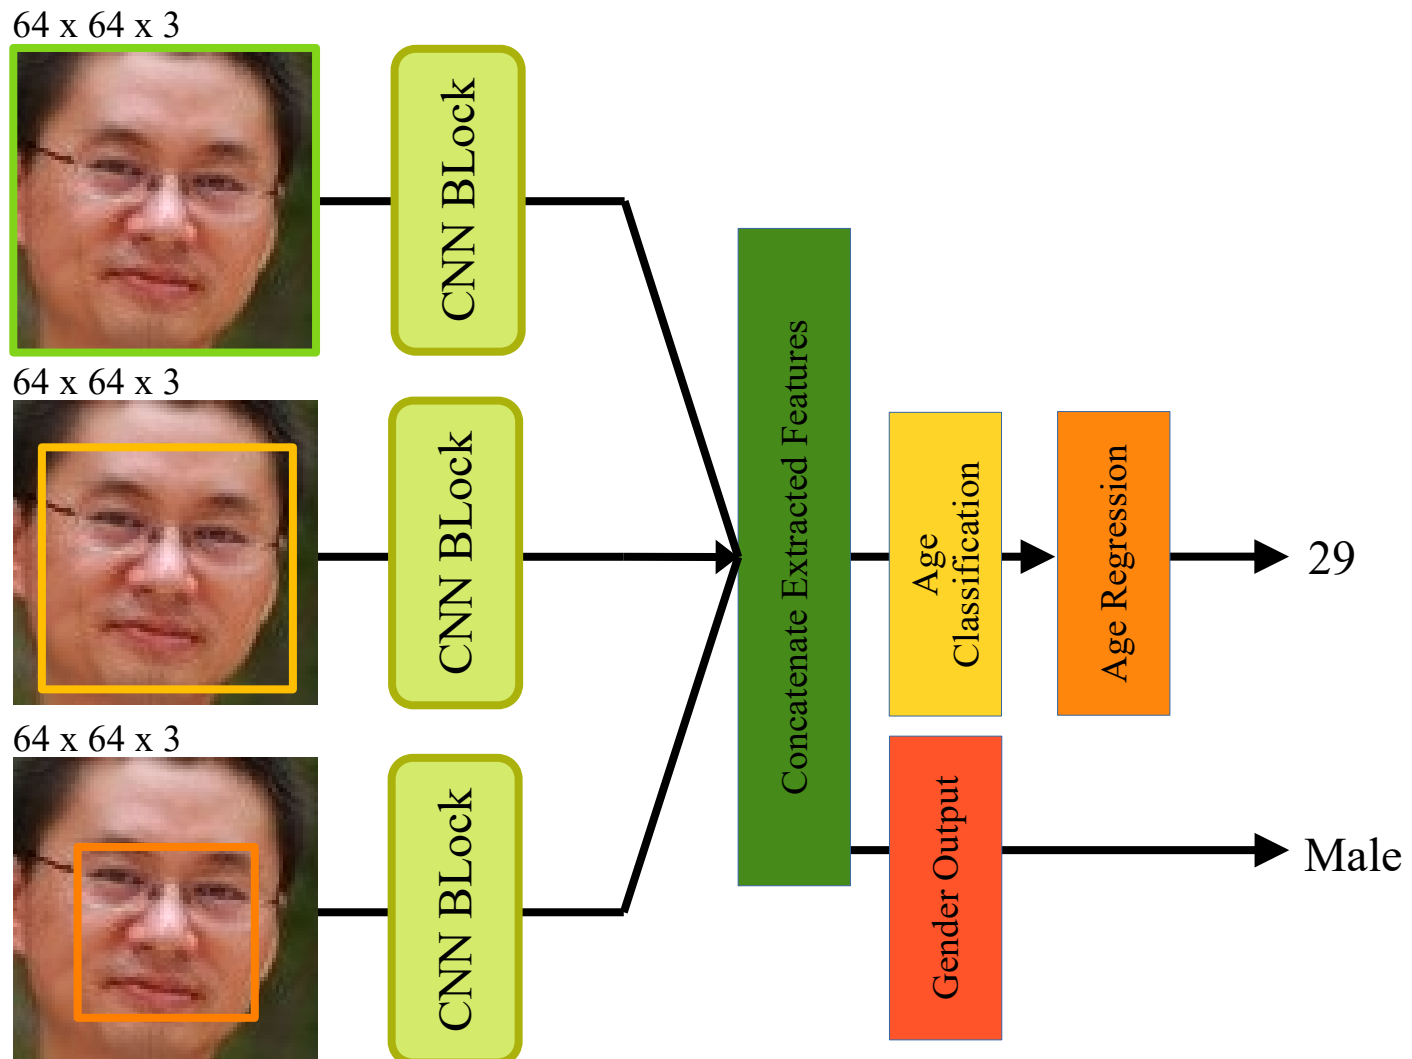 64 x 64 x 3
CNN BLock
64 x 64 x 3
CNN BLock
64 x 64 x 3
CNN BLock
Concatenate Extracted Features
Age
Classification
Age Regression
29
Gender Output
Male